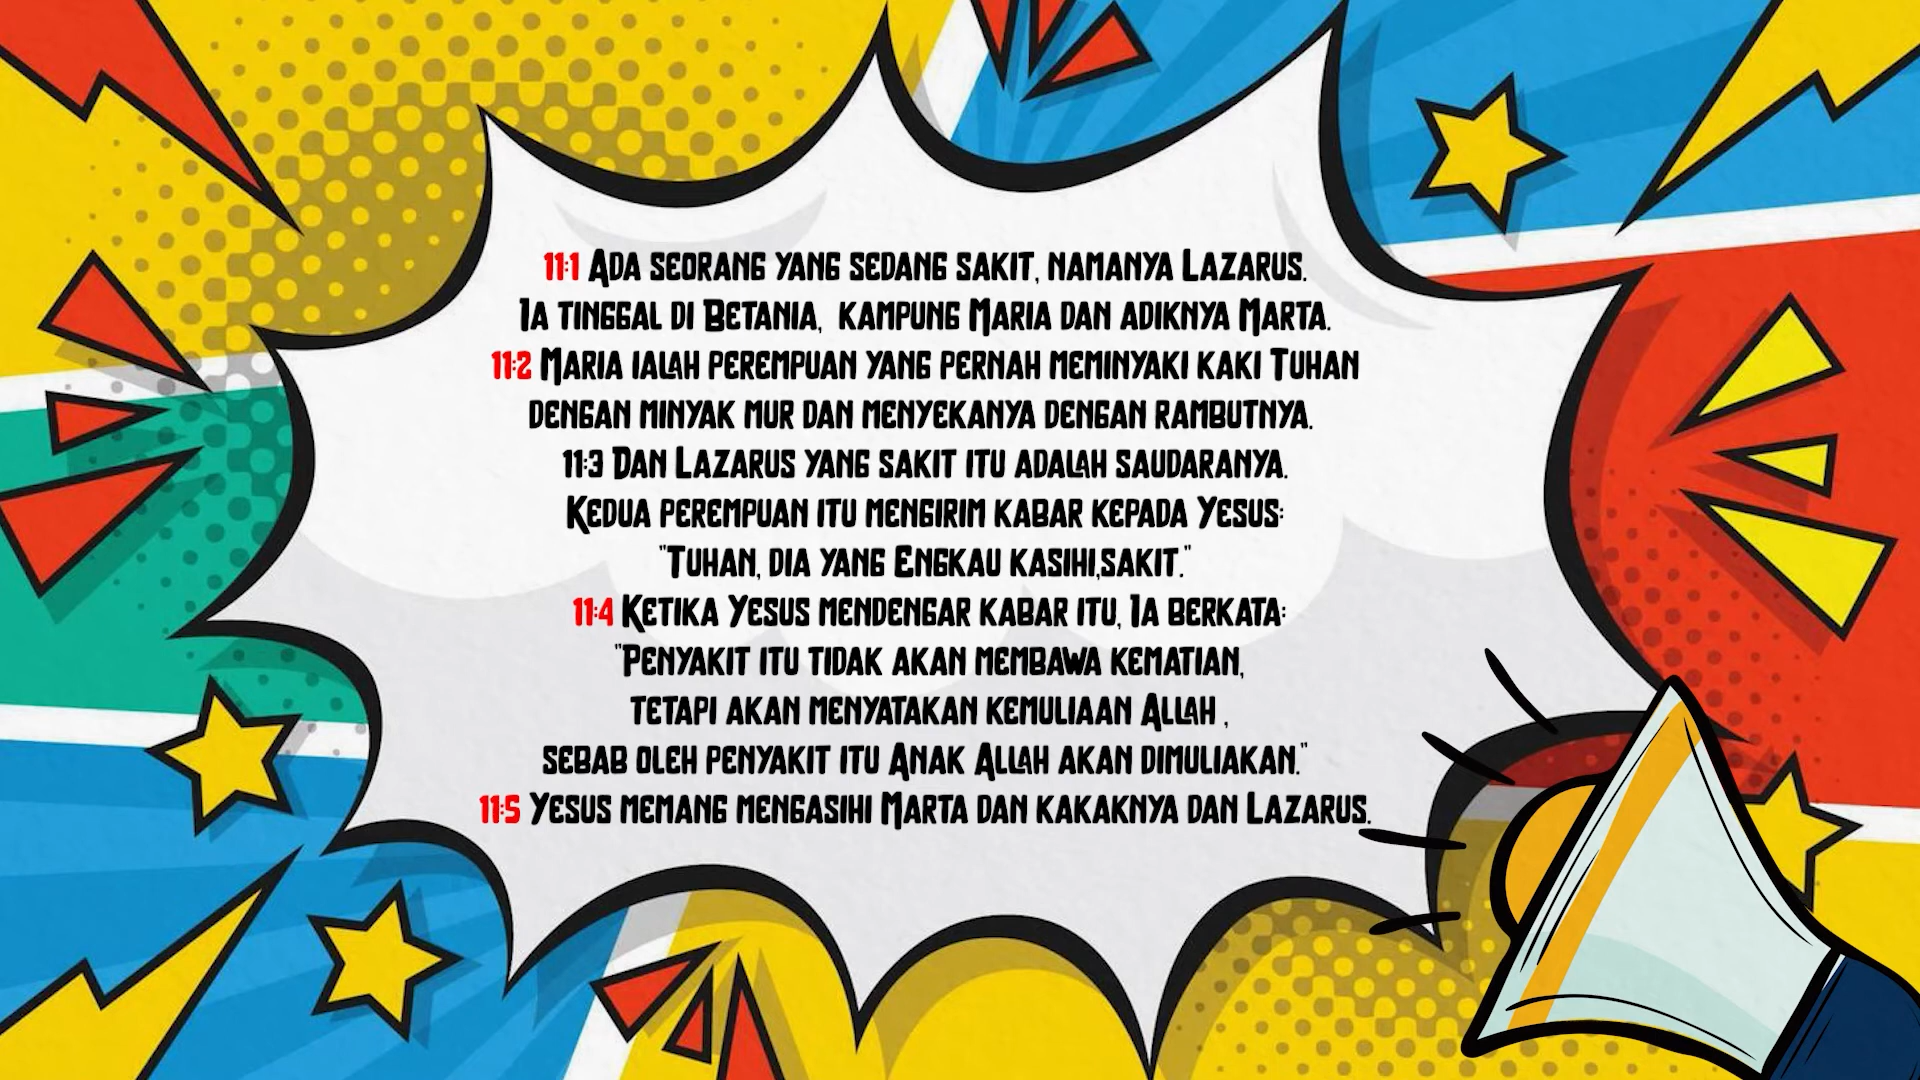 11:1 Ada seorang yang sedang sakit, namanya Lazarus.
Ia tinggal di Betania, kampung Maria dan adiknya Marta.
11:2 Maria ialah perempuan yang pernah meminyaki kaki Tuhan
dengan minyak mur dan menyekanya dengan rambutnya.
11:3 Dan Lazarus yang sakit itu adalah saudaranya.
Kedua perempuan itu mengirim kabar kepada Yesus:
"Tuhan, dia yang Engkau kasihi,sakit."
11:4 Ketika Yesus mendengar kabar itu, Ia berkata:
"Penyakit itu tidak akan membawa kematian,
tetapi akan menyatakan kemuliaan Allah ,
sebab oleh penyakit itu Anak Allah akan dimuliakan."
11:5 Yesus memang mengasihi Marta dan kakaknya dan Lazarus.